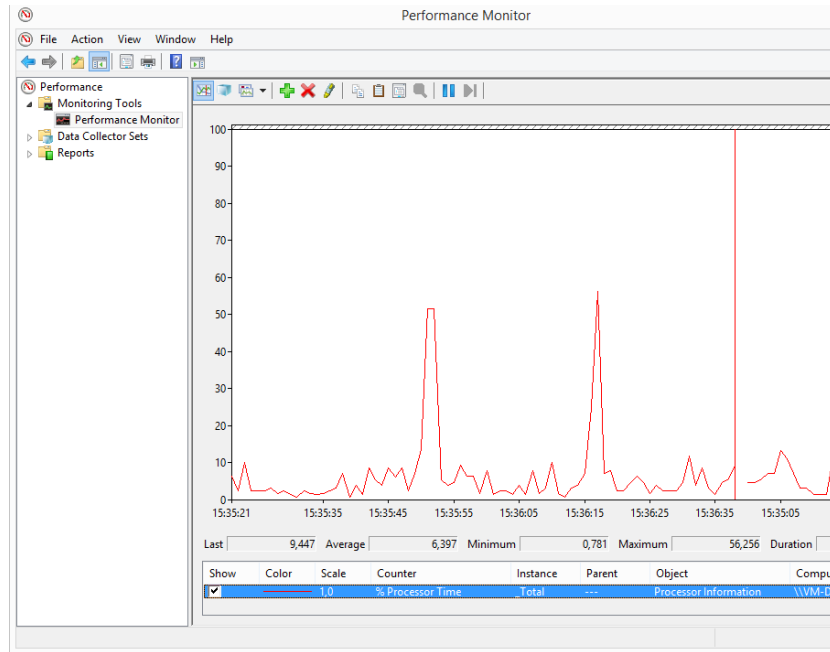 Performance Monitor
File Action View Window Help
Performance
Monitoring Tools
Performance Monitor
Data Collector Sets
Reports
100
90
80
70
60
50
40
30
20
10
0
15:35:21 15:35:35 15:35:45 15:35:55 15:36:05 15:36:15 15:36:25 15:36:35 15:35:05
Last 9,447 Average 6,397 Minimum 0,781 Maximum 56,256 Duration
Show Color Scale Counter Instance Parent Object Compu
1,0 % Processor Time _Total --- Processor Information \\VM-D